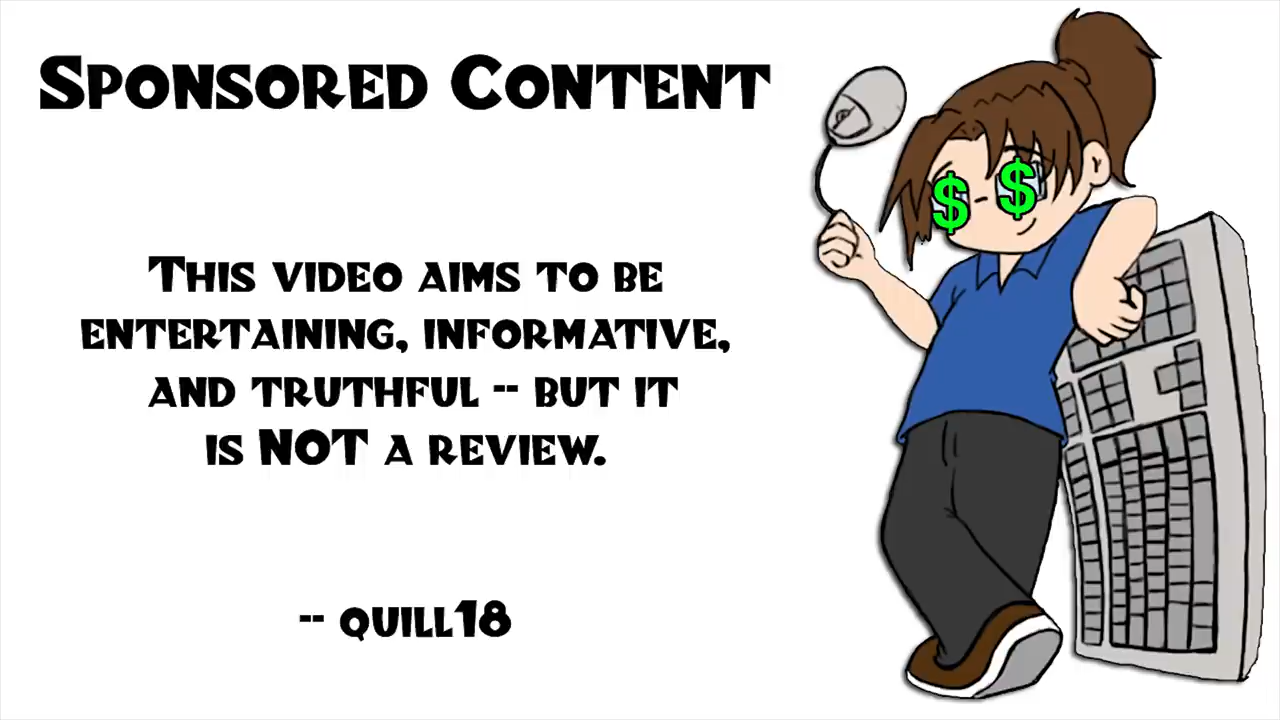 Sponsored Content
This video aims to be
entertaining, informative,
and truthful -- but it
is NOT a review.
-- quill18
$ $